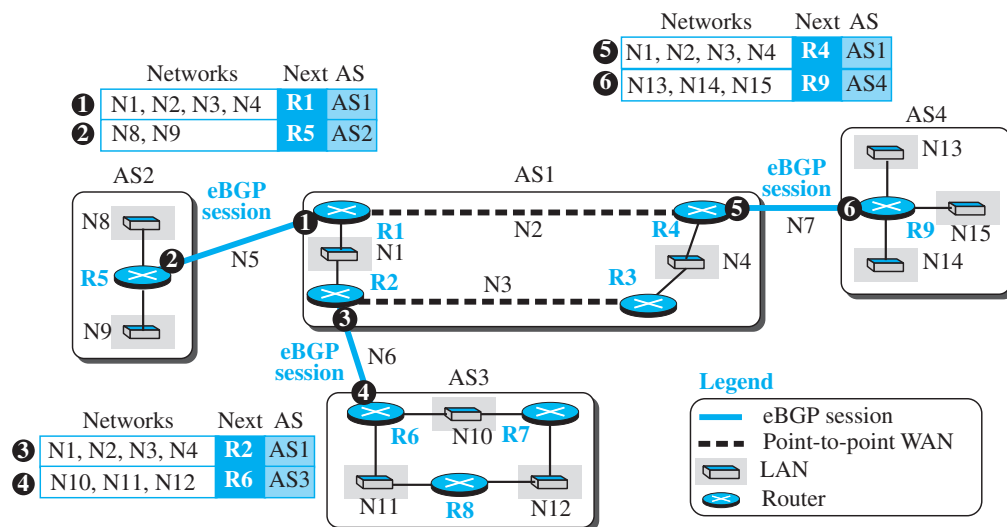 Networks Next AS
5 N1, N2, N3, N4 R4 AS1
6 N13, N14, N15 R9 AS4
Networks Next AS
1 N1, N2, N3, N4 R1 AS1
2 N8, N9 R5 AS2
AS2
N8
R5
2
N9
eBGP
session
N5
AS1
1
R1
N1
R2
3
N2
N3
R4
5
N4
R3
eBGP
session
N7
AS4
N13
6
R9
N15
N14
eBGP
session
N6
AS3
4
R6
N10
R7
N11
R8
N12
Networks Next AS
3 N1, N2, N3, N4 R2 AS1
4 N10, N11, N12 R6 AS3
Legend
eBGP session
Point-to-point WAN
LAN
Router